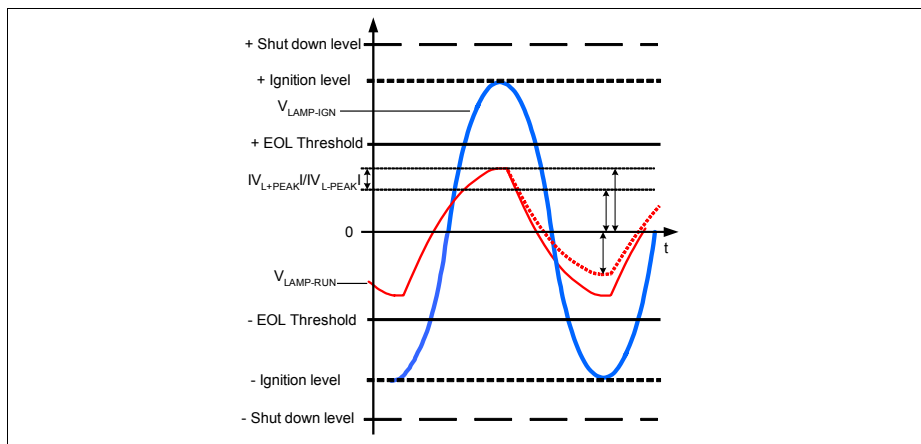 + Shut down level
+ Ignition level
VLAMP-IGN
+ EOL Threshold
IVL+PEAKI/IVL-PEAKI
0
t
VLAMP-RUN
- EOL Threshold
- Ignition level
- Shut down level